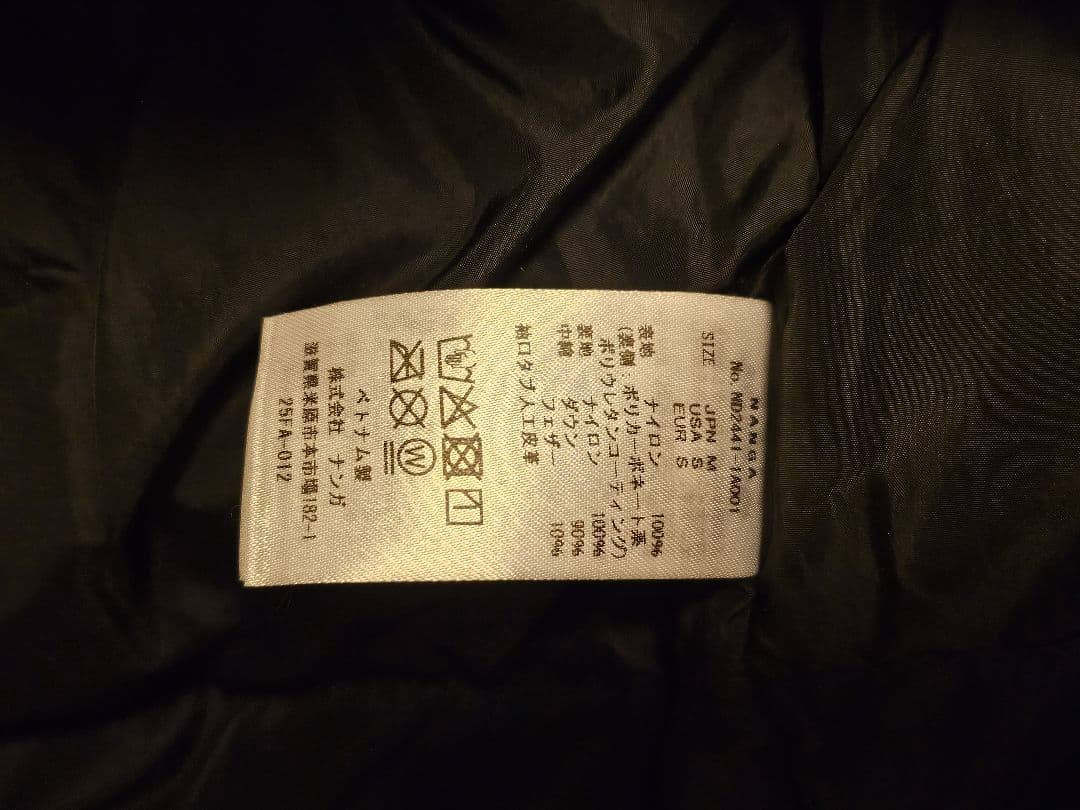 NANGA
No. ND2441-1A001
SIZE JPN M
USA S
EUR S
表地 ナイロン 100%
(裏側 ポリカーボネート系
ポリウレタンコーティング)
裏地 ナイロン 100%
中綿 ダウン 90%
フェザー 10%
袖口タブ 人工皮革
W
ベトナム製
株式会社 ナンガ
滋賀県米原市本市場182-1
25FA-012